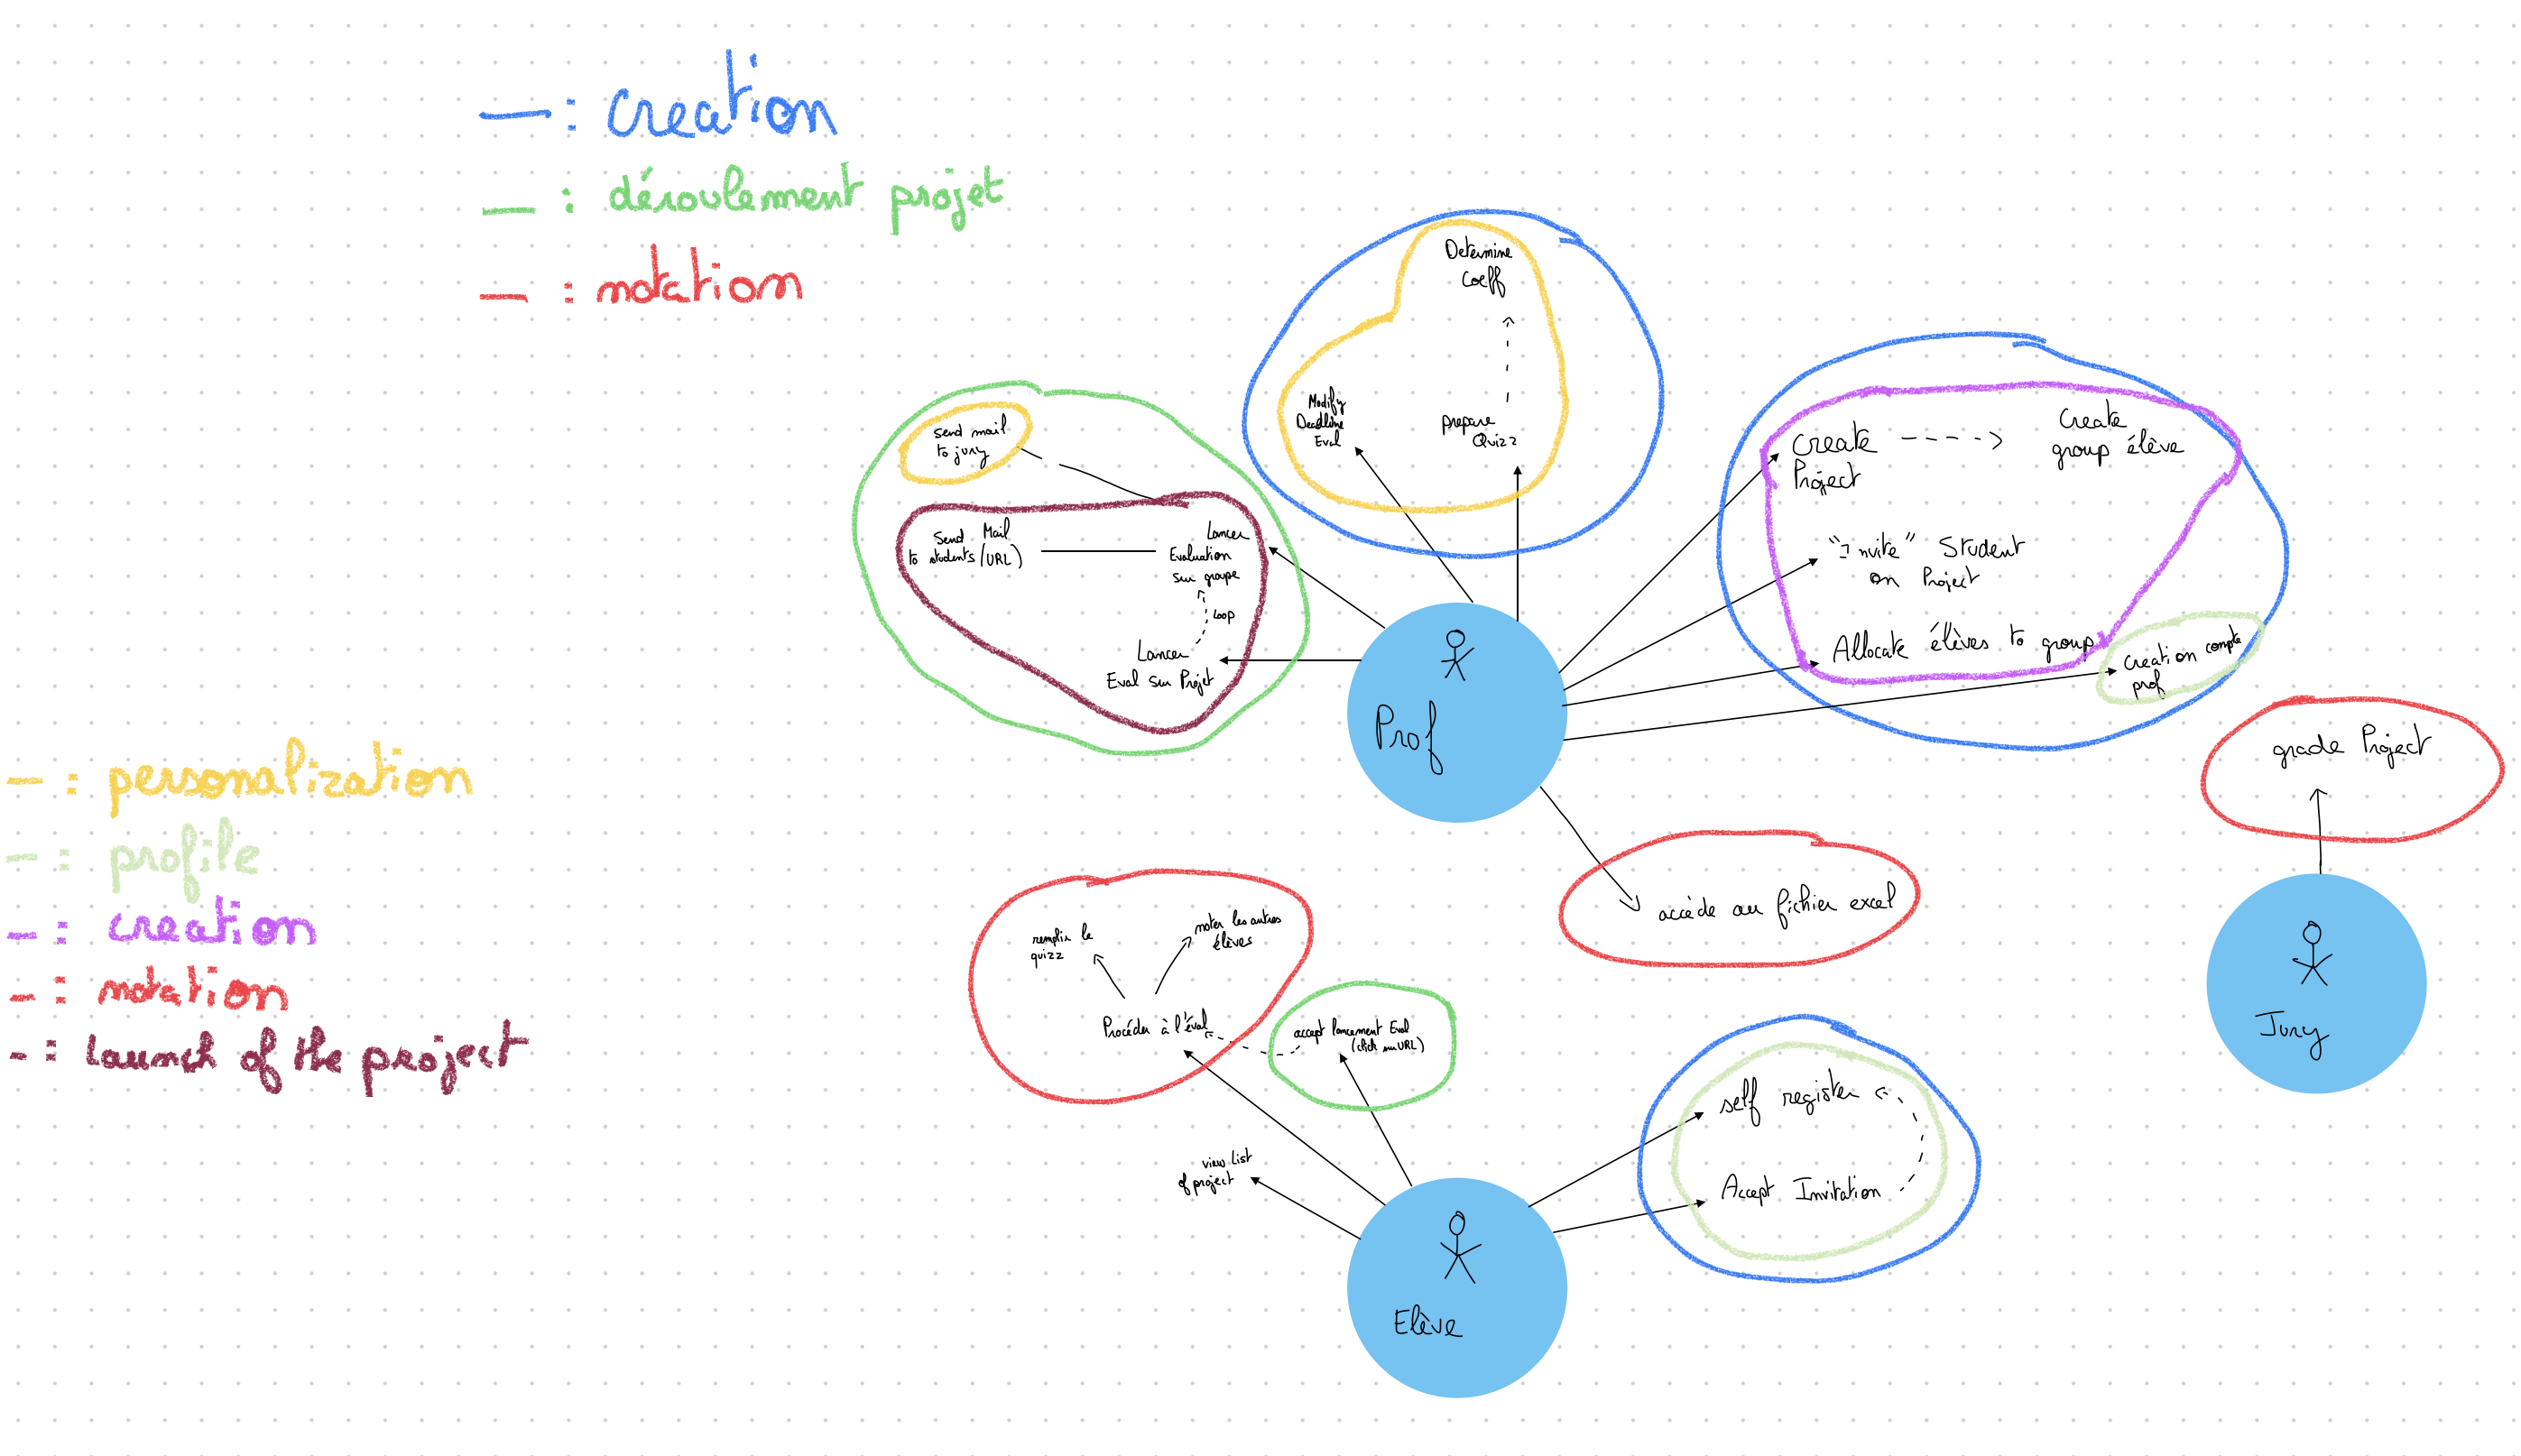 — : creation
— : déroulement projet
— : notation
Determine
Coeff
Modify
Deadline
Eval
prepare
Quizz
send mail
to jury
Send Mail
to students (URL)
Lancer
Evaluation
sur groupe
loop
Lancer
Eval sur Projet
Create
Project
Create
group élève
"Invite" Student
on Project
Allocate élèves to group
Creation compte
prof
Prof
grade Project
— : personalization
— : profile
— : creation
— : notation
- : launch of the project
accède au fichier excel
remplir le
quizz
noter les autres
élèves
Procéder à l'éval
accept lancement Eval
(click sur URL)
Jury
self register
Accept Invitation
view list
of project
Elève